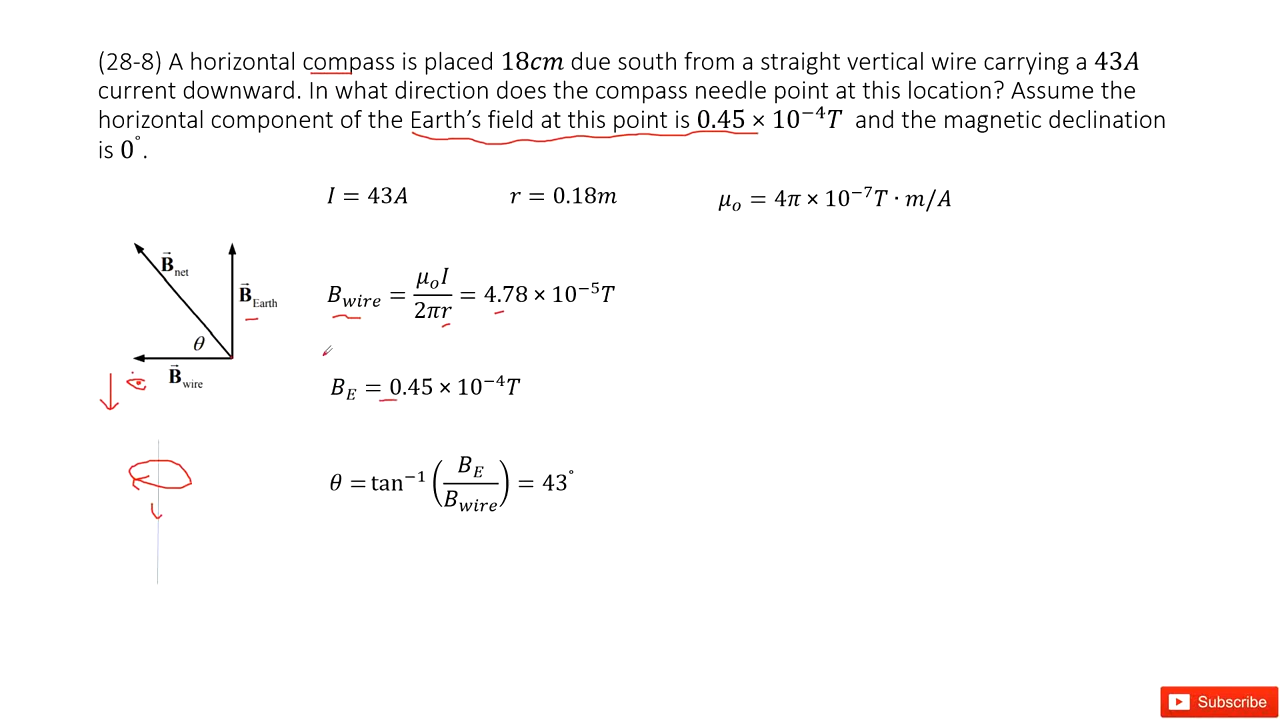 (28-8) A horizontal compass is placed 18cm due south from a straight vertical wire carrying a 43A
current downward. In what direction does the compass needle point at this location? Assume the
horizontal component of the Earth's field at this point is 0.45 × 10⁻⁴T and the magnetic declination
is 0°.
I = 43A r = 0.18m μₒ = 4π × 10⁻⁷T · m/A
B⃗net
B⃗Earth
θ
B⃗wire
B_wire = μₒI / 2πr = 4.78 × 10⁻⁵T
B_E = 0.45 × 10⁻⁴T
θ = tan⁻¹(B_E / B_wire) = 43°
Subscribe